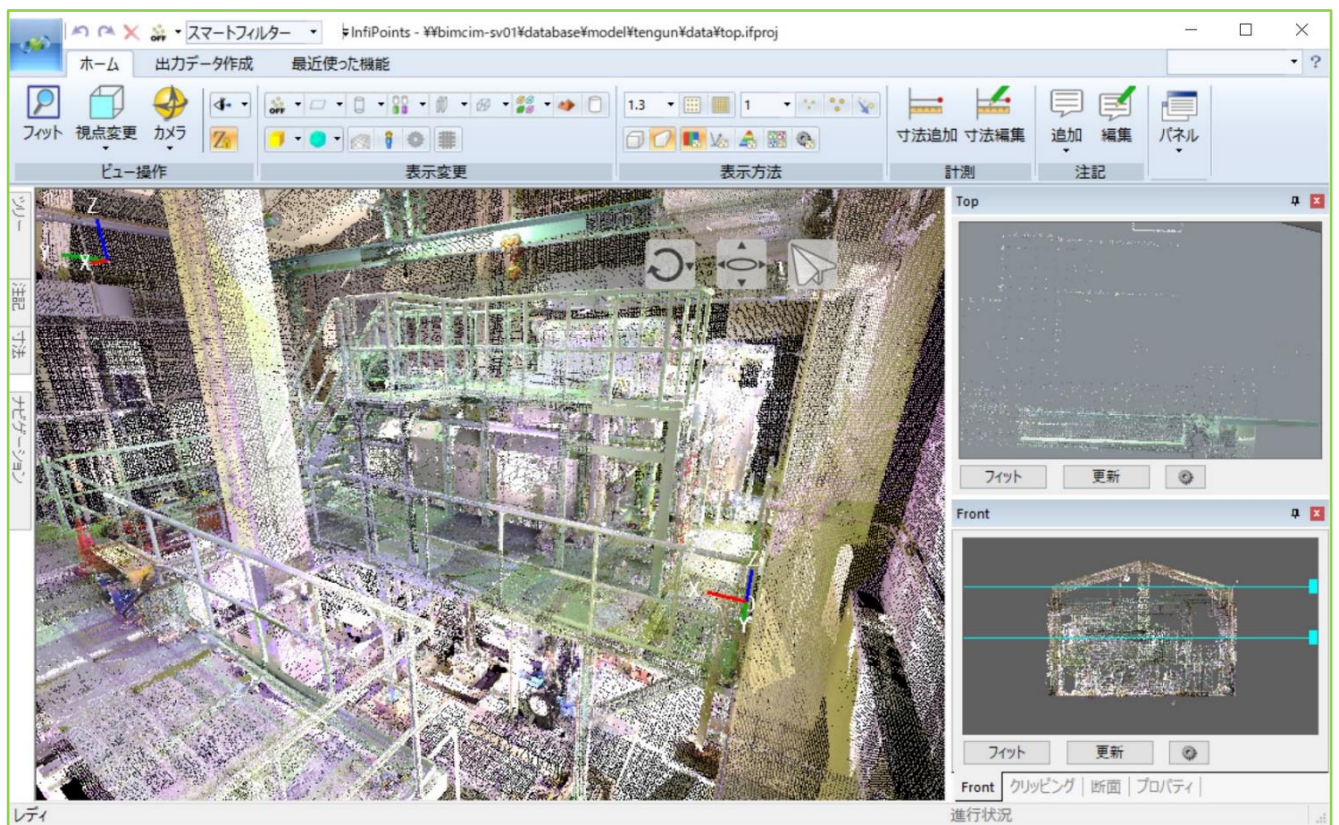 OFF スマートフィルター InfiPoints - ¥¥bimcim-sv01¥database¥model¥tengun¥data¥top.ifproj
ホーム 出力データ作成 最近使った機能 ?
フィット 視点変更 カメラ Z OFF 1.3 1 寸法追加 寸法編集 追加 編集 パネル
ビュー操作 表示変更 表示方法 計測 注記
ツリー
注記
寸法
ナビゲーション
Z
X
Y
Top
フィット 更新
Front
フィット 更新
Front クリッピング 断面 プロパティ
レディ 進行状況